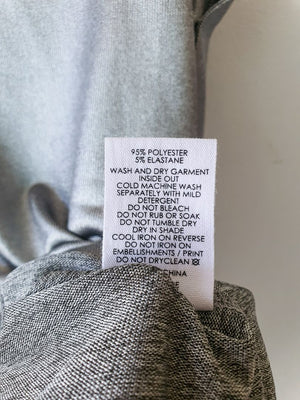 95% POLYESTER
5% ELASTANE
WASH AND DRY GARMENT
INSIDE OUT
COLD MACHINE WASH
SEPARATELY WITH MILD
DETERGENT
DO NOT BLEACH
DO NOT RUB OR SOAK
DO NOT TUMBLE DRY
DRY IN SHADE
COOL IRON ON REVERSE
DO NOT IRON ON
EMBELLISHMENTS / PRINT
DO NOT DRYCLEAN
CHINA